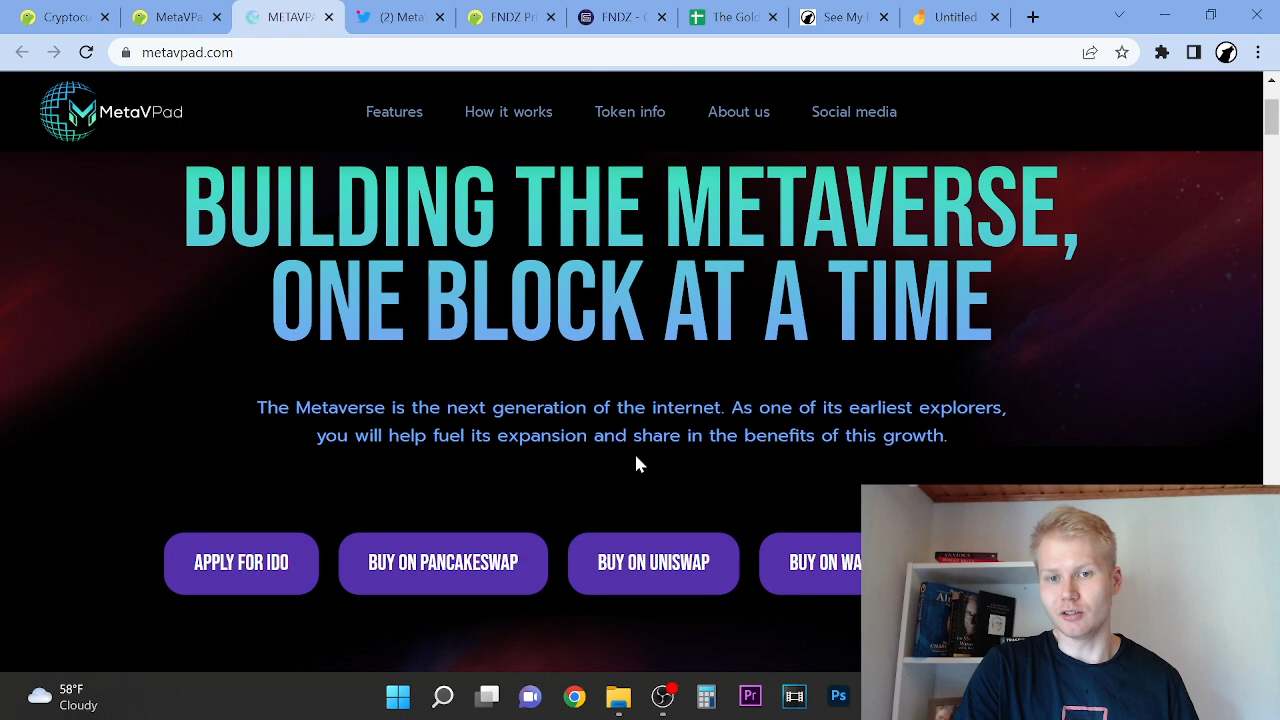 Crypto
MetaVPa
METAVPA
(2) Meta
FNDZ Pr
FNDZ - C
The Gold
See My F
Untitled
metavpad.com
MetaVPad
Features
How it works
Token info
About us
Social media
BUILDING THE METAVERSE,
ONE BLOCK AT A TIME
The Metaverse is the next generation of the internet. As one of its earliest explorers,
you will help fuel its expansion and share in the benefits of this growth.
APPLY FOR IDO
BUY ON PANCAKESWAP
BUY ON UNISWAP
BUY ON WA
58°F
Cloudy
Pr
Ps